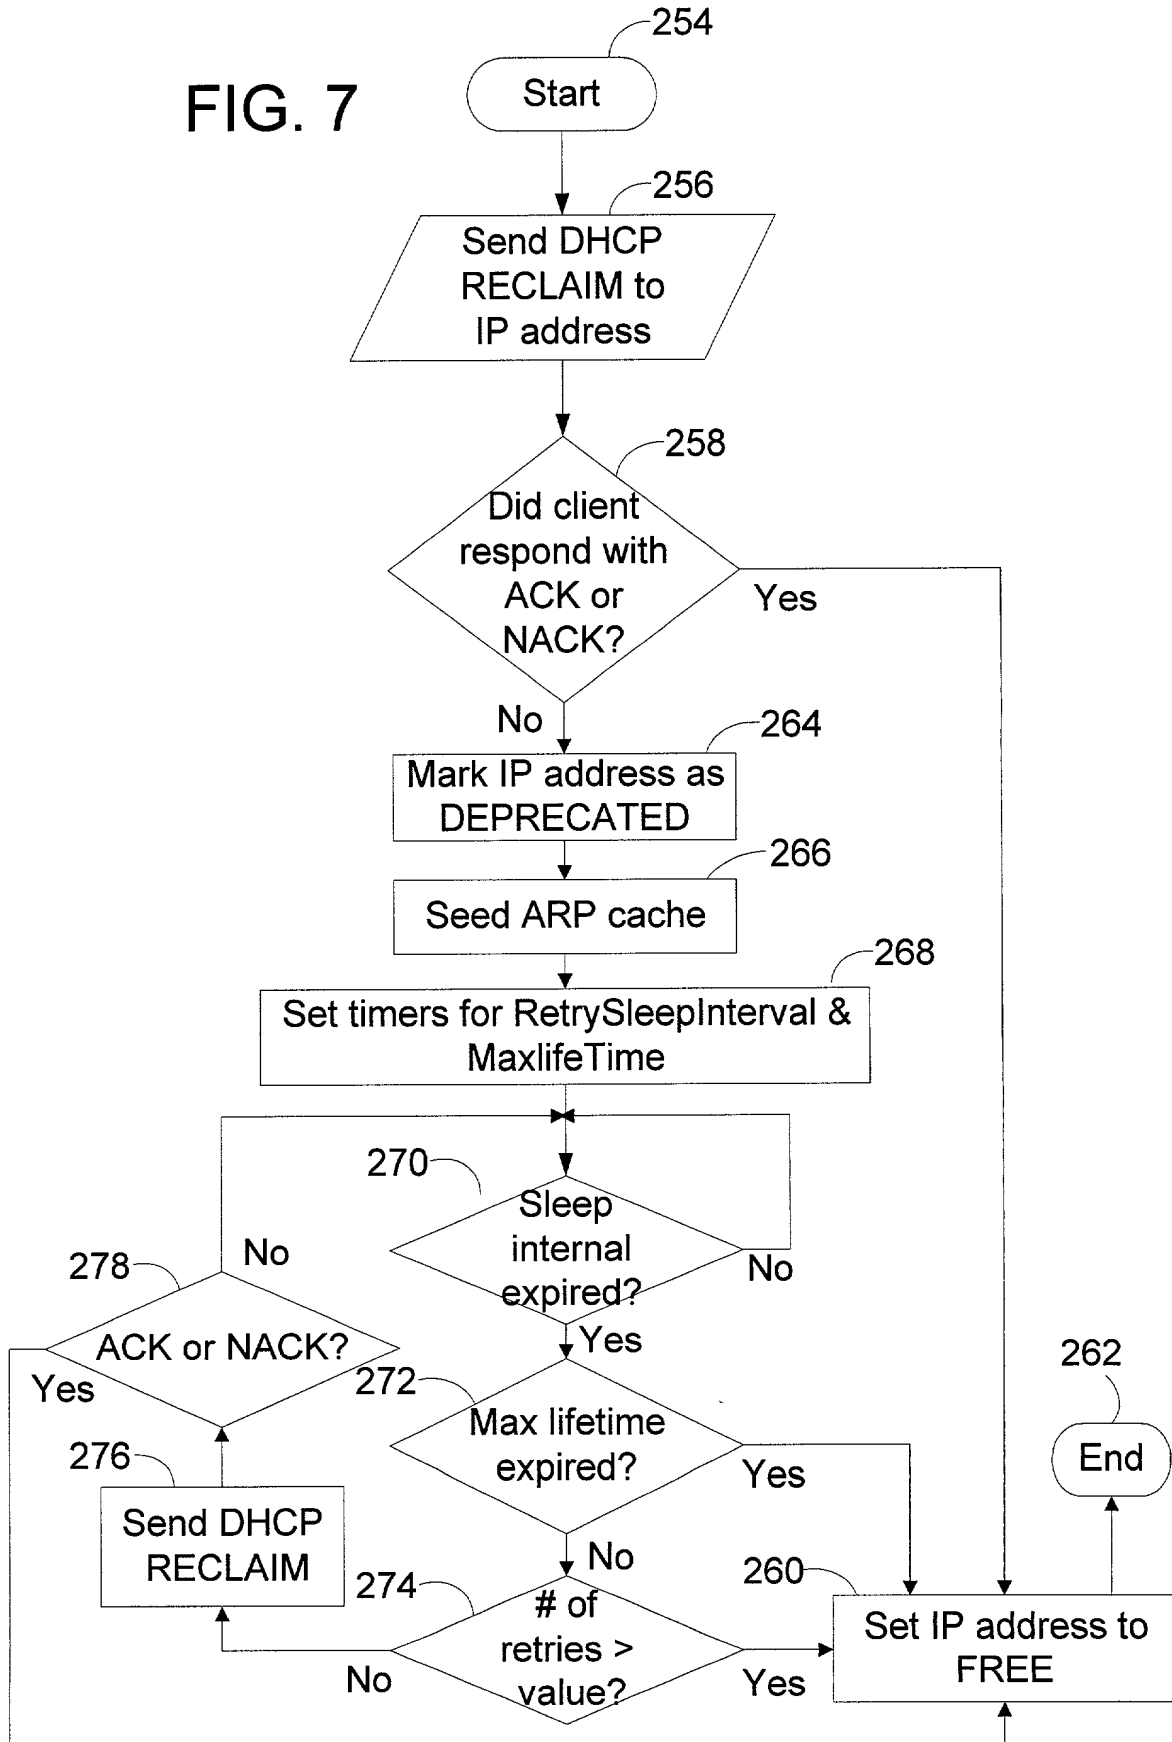 254
FIG. 7
Start
256
Send DHCP
RECLAIM to
IP address
258
Did client
respond with
ACK or
NACK?
Yes
No
264
Mark IP address as
DEPRECATED
266
Seed ARP cache
268
Set timers for RetrySleepInterval &
MaxlifeTime
270
Sleep
internal
expired?
No
Yes
278
No
ACK or NACK?
Yes
272
Max lifetime
expired?
Yes
No
262
End
276
Send DHCP
RECLAIM
274
# of
retries >
value?
No
Yes
260
Set IP address to
FREE